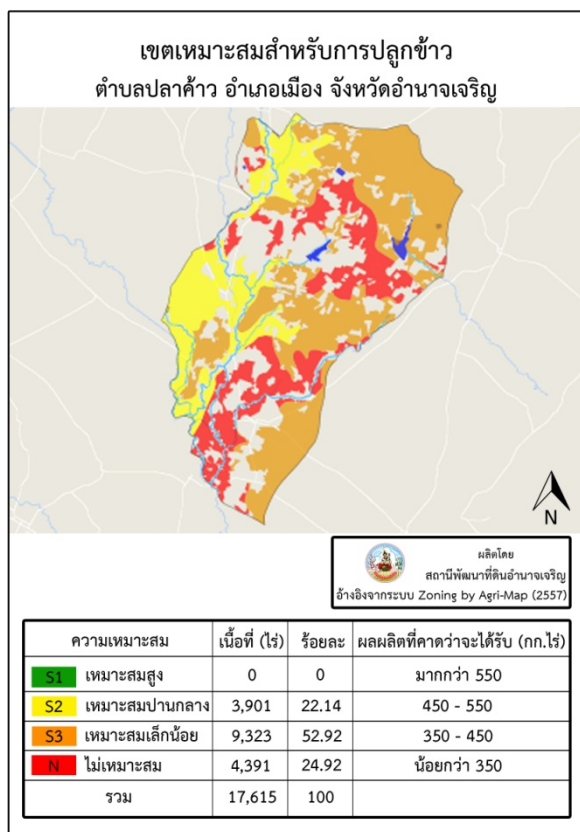 เขตเหมาะสมสำหรับการปลูกข้าว
ตำบลปลาค้าว อำเภอเมือง จังหวัดอำนาจเจริญ
N
ผลิตโดย
สถานีพัฒนาที่ดินอำนาจเจริญ
อ้างอิงจากระบบ Zoning by Agri-Map (2557)
ความเหมาะสม เนื้อที่ (ไร่) ร้อยละ ผลผลิตที่คาดว่าจะได้รับ (กก.ไร่)
S1 เหมาะสมสูง 0 0 มากกว่า 550
S2 เหมาะสมปานกลาง 3,901 22.14 450 - 550
S3 เหมาะสมเล็กน้อย 9,323 52.92 350 - 450
N ไม่เหมาะสม 4,391 24.92 น้อยกว่า 350
รวม 17,615 100